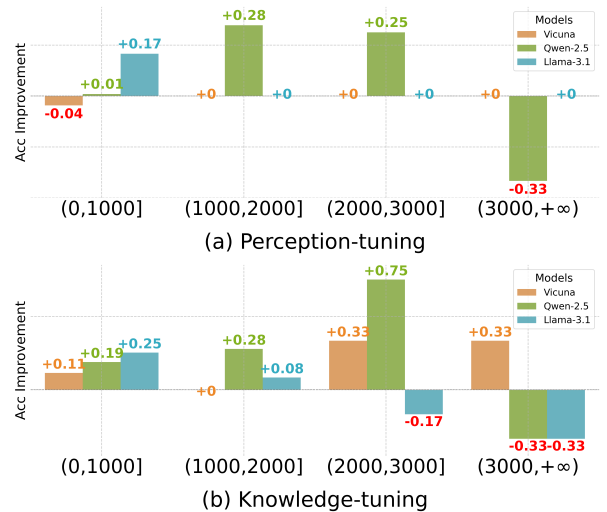 Acc Improvement
Models
Vicuna
Qwen-2.5
Llama-3.1
-0.04
+0.01
+0.17
+0
+0.28
+0
+0
+0.25
+0
+0
-0.33
+0
(0,1000]
(1000,2000]
(2000,3000]
(3000,+∞)
(a) Perception-tuning
Acc Improvement
Models
Vicuna
Qwen-2.5
Llama-3.1
+0.11
+0.19
+0.25
+0
+0.28
+0.08
+0.33
+0.75
-0.17
+0.33
-0.33
-0.33
(0,1000]
(1000,2000]
(2000,3000]
(3000,+∞)
(b) Knowledge-tuning